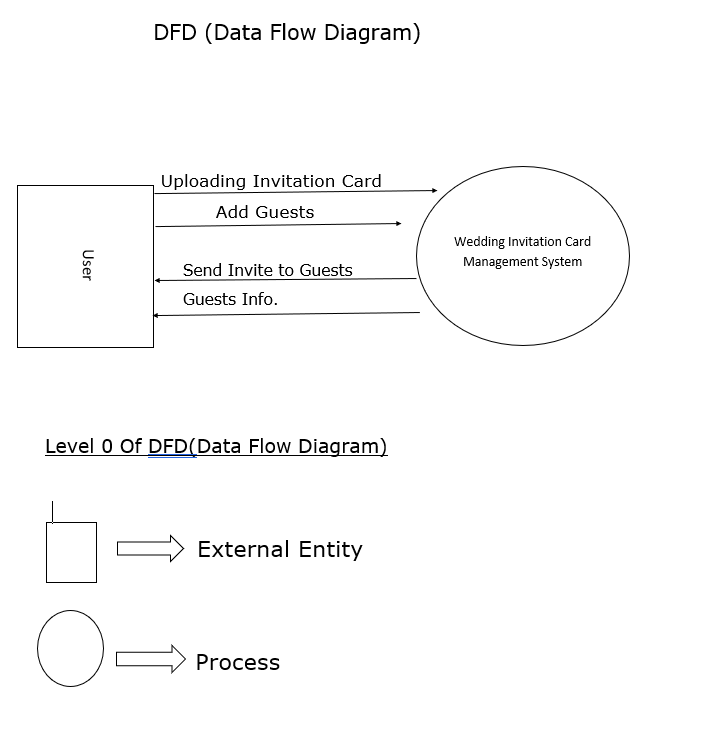 DFD (Data Flow Diagram)
Uploading Invitation Card
Add Guests
User
Wedding Invitation Card
Management System
Send Invite to Guests
Guests Info.
Level 0 Of DFD(Data Flow Diagram)
External Entity
Process